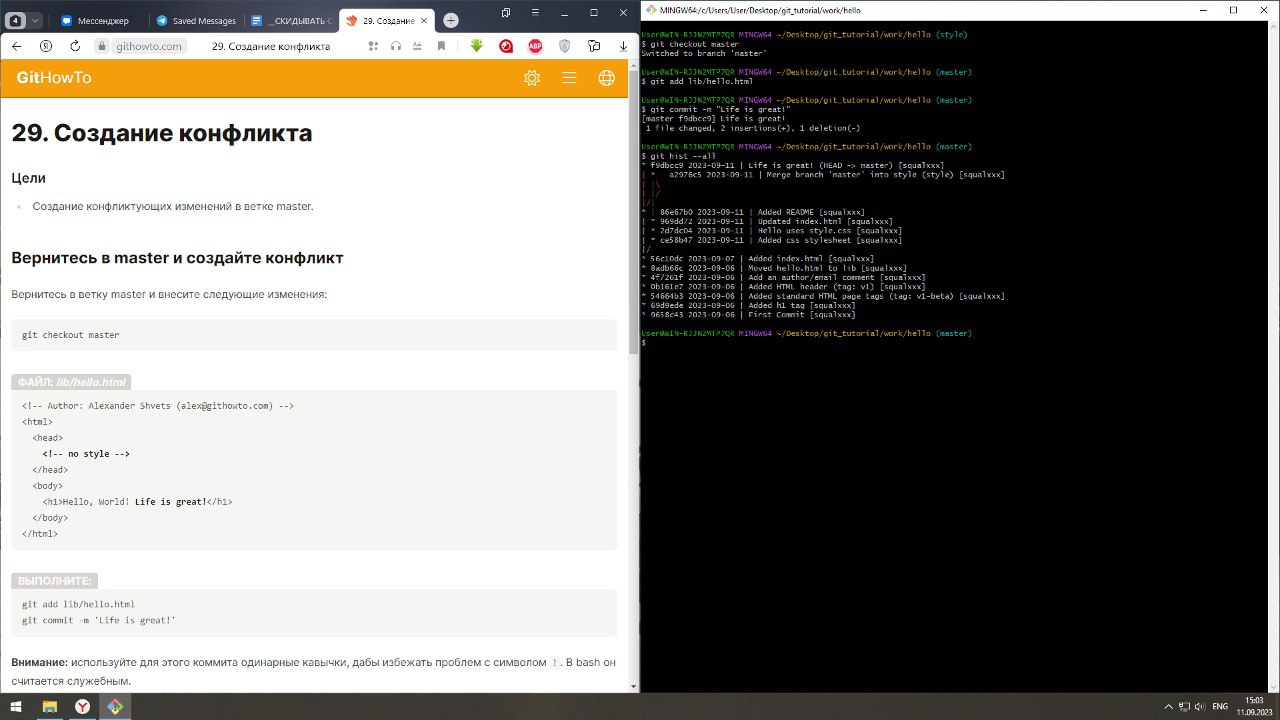 4
Мессенджер
Saved Messages
__СКИДЫВАТЬ С
29. Создание
githowto.com
29. Создание конфликта
ABP
GitHowTo
29. Создание конфликта
Цели
Создание конфликтующих изменений в ветке master.
Вернитесь в master и создайте конфликт
Вернитесь в ветку master и внесите следующие изменения:
git checkout master
ФАЙЛ: lib/hello.html
<!-- Author: Alexander Shvets (alex@githowto.com) -->
<html>
<head>
<!-- no style -->
</head>
<body>
<h1>Hello, World! Life is great!</h1>
</body>
</html>
ВЫПОЛНИТЕ:
git add lib/hello.html
git commit -m 'Life is great!'
Внимание: используйте для этого коммита одинарные кавычки, дабы избежать проблем с символом !. В bash он
считается служебным.
MINGW64:/c/Users/User/Desktop/git_tutorial/work/hello
User@WIN-RJJN2MTP7QR MINGW64 ~/Desktop/git_tutorial/work/hello (style)
$ git checkout master
Switched to branch 'master'
User@WIN-RJJN2MTP7QR MINGW64 ~/Desktop/git_tutorial/work/hello (master)
$ git add lib/hello.html
User@WIN-RJJN2MTP7QR MINGW64 ~/Desktop/git_tutorial/work/hello (master)
$ git commit -m "Life is great!"
[master f9dbcc9] Life is great!
1 file changed, 2 insertions(+), 1 deletion(-)
User@WIN-RJJN2MTP7QR MINGW64 ~/Desktop/git_tutorial/work/hello (master)
$ git hist --all
* f9dbcc9 2023-09-11 | Life is great! (HEAD -> master) [squalxxx]
| *   a2976c5 2023-09-11 | Merge branch 'master' into style (style) [squalxxx]
| |\
| |/
|/|
* | 86e67b0 2023-09-11 | Added README [squalxxx]
| * 969dd72 2023-09-11 | Updated index.html [squalxxx]
| * 2d7dc04 2023-09-11 | Hello uses style.css [squalxxx]
| * ce58b47 2023-09-11 | Added css stylesheet [squalxxx]
|/
* 56c10dc 2023-09-07 | Added index.html [squalxxx]
* 8adb66c 2023-09-06 | Moved hello.html to lib [squalxxx]
* 4f7261f 2023-09-06 | Add an author/email comment [squalxxx]
* 0b161e7 2023-09-06 | Added HTML header (tag: v1) [squalxxx]
* 54664b3 2023-09-06 | Added standard HTML page tags (tag: v1-beta) [squalxxx]
* 69d9ede 2023-09-06 | Added h1 tag [squalxxx]
* 9658c43 2023-09-06 | First Commit [squalxxx]
User@WIN-RJJN2MTP7QR MINGW64 ~/Desktop/git_tutorial/work/hello (master)
$
ENG
15:03
11.09.2023